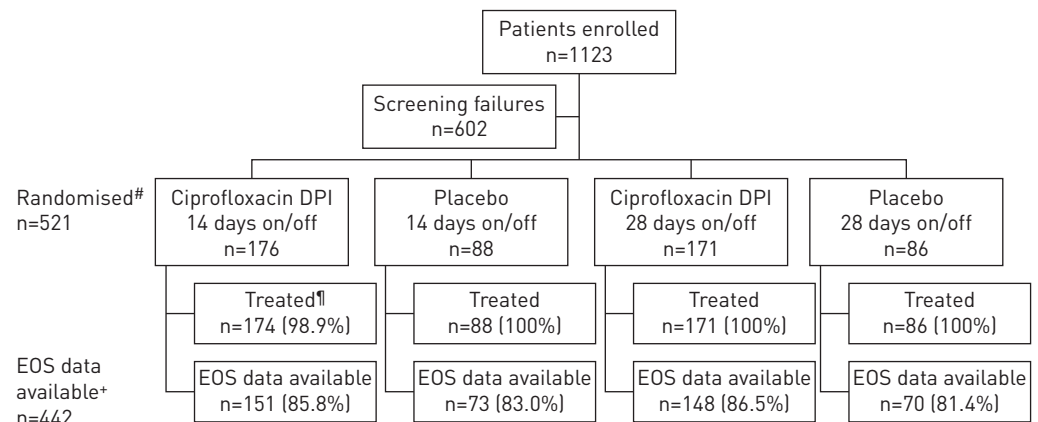 Patients enrolled
n=1123
Screening failures
n=602
Randomised#
n=521
Ciprofloxacin DPI
14 days on/off
n=176
Placebo
14 days on/off
n=88
Ciprofloxacin DPI
28 days on/off
n=171
Placebo
28 days on/off
n=86
Treated¶
n=174 (98.9%)
Treated
n=88 (100%)
Treated
n=171 (100%)
Treated
n=86 (100%)
EOS data
available+
n=442
EOS data available
n=151 (85.8%)
EOS data available
n=73 (83.0%)
EOS data available
n=148 (86.5%)
EOS data available
n=70 (81.4%)